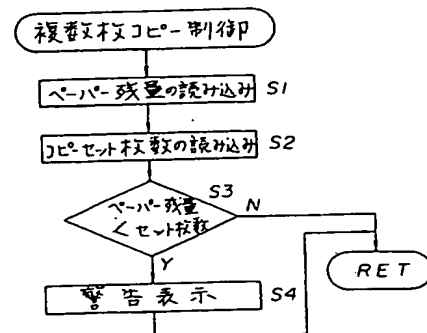 複数枚コピー制御
ペーパー残量の読み込み S1
コピーセット枚数の読み込み S2
S3
ペーパー残量
<セット枚数
N
Y
RET
警告表示 S4